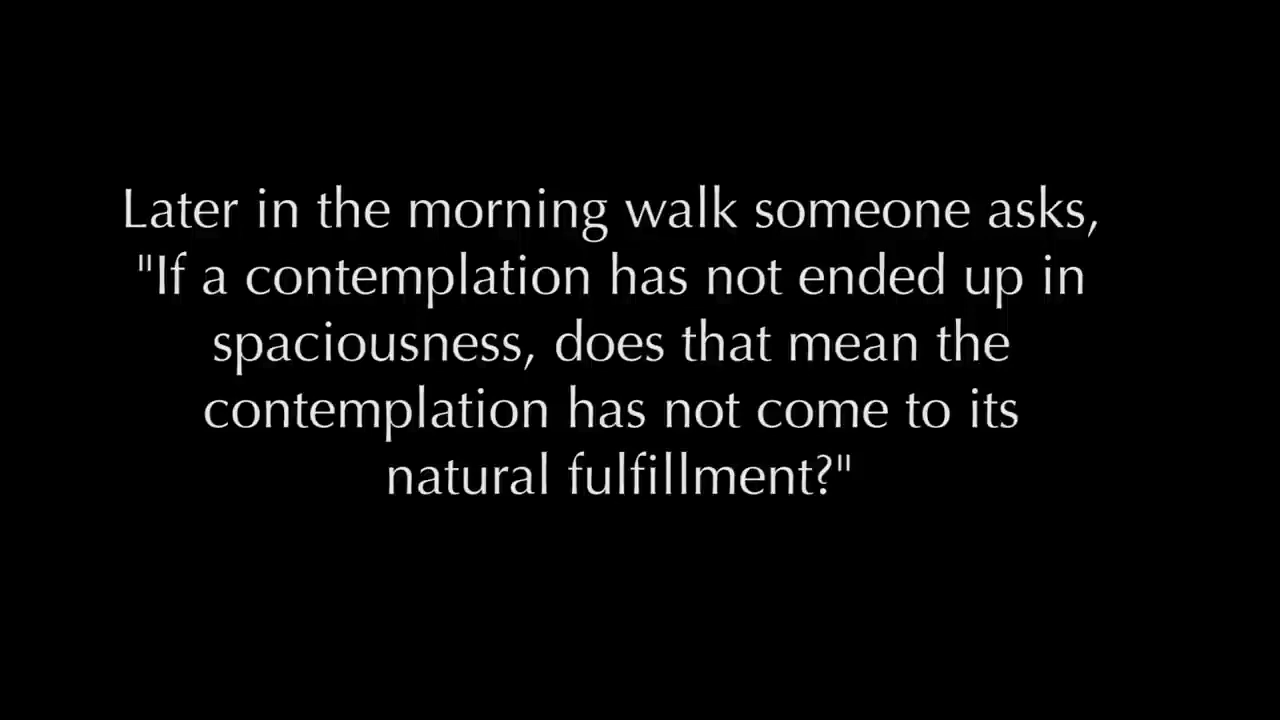 Later in the morning walk someone asks,
"If a contemplation has not ended up in
spaciousness, does that mean the
contemplation has not come to its
natural fulfillment?"